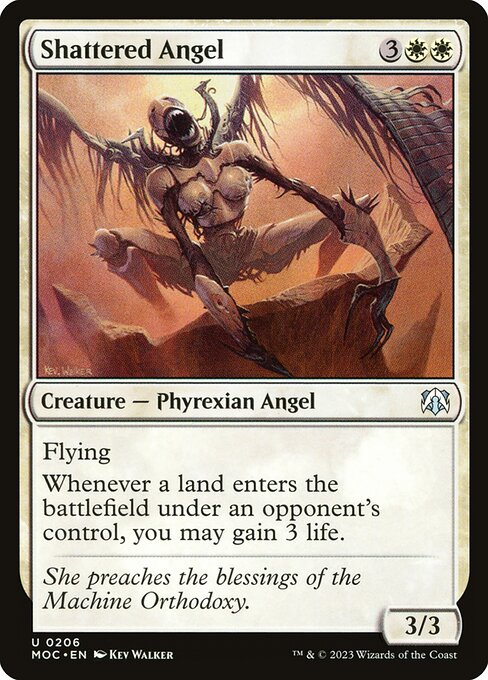 Shattered Angel 3
KEV. WALKER
Creature — Phyrexian Angel
Flying
Whenever a land enters the
battlefield under an opponent's
control, you may gain 3 life.
She preaches the blessings of the
Machine Orthodoxy.
3/3
U 0206
MOC • EN Kev Walker
™ & © 2023 Wizards of the Coast